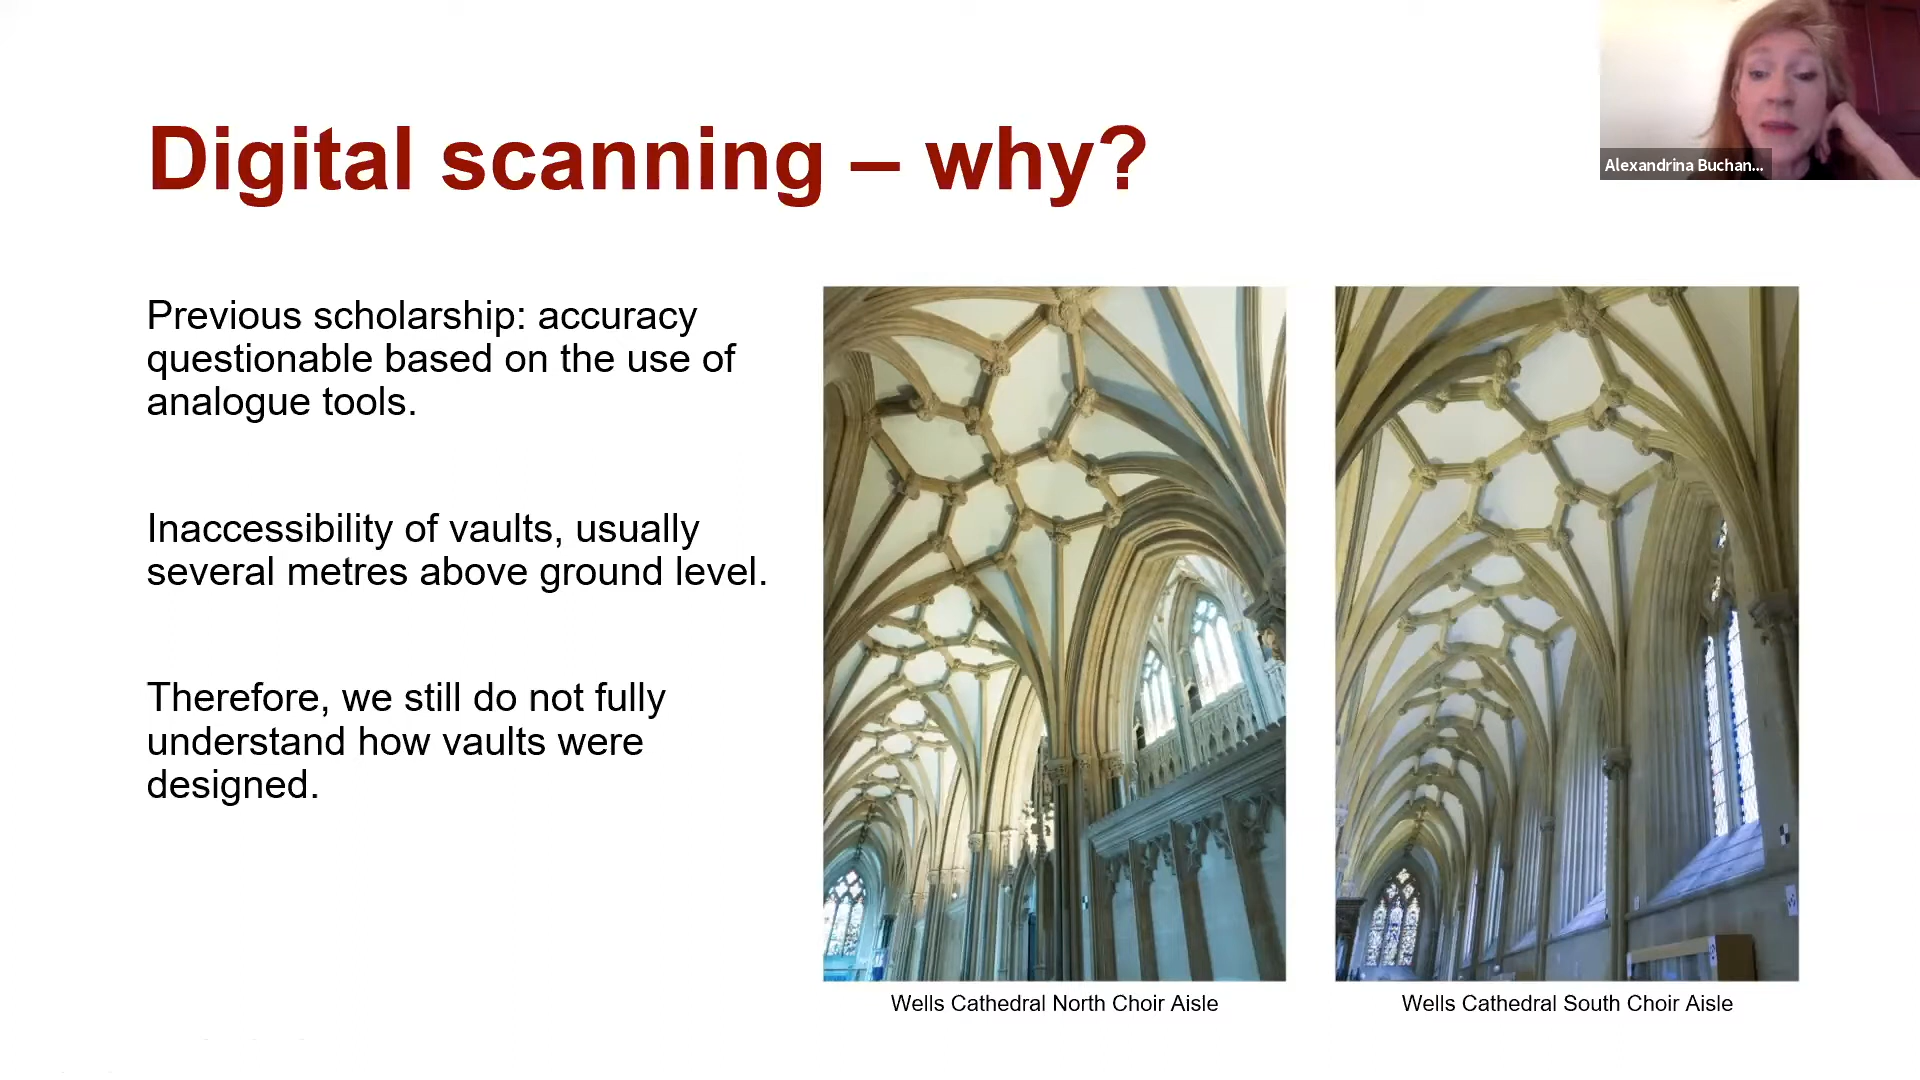 Alexandrina Buchan...
Digital scanning – why?
Previous scholarship: accuracy
questionable based on the use of
analogue tools.
Inaccessibility of vaults, usually
several metres above ground level.
Therefore, we still do not fully
understand how vaults were
designed.
Wells Cathedral North Choir Aisle
Wells Cathedral South Choir Aisle